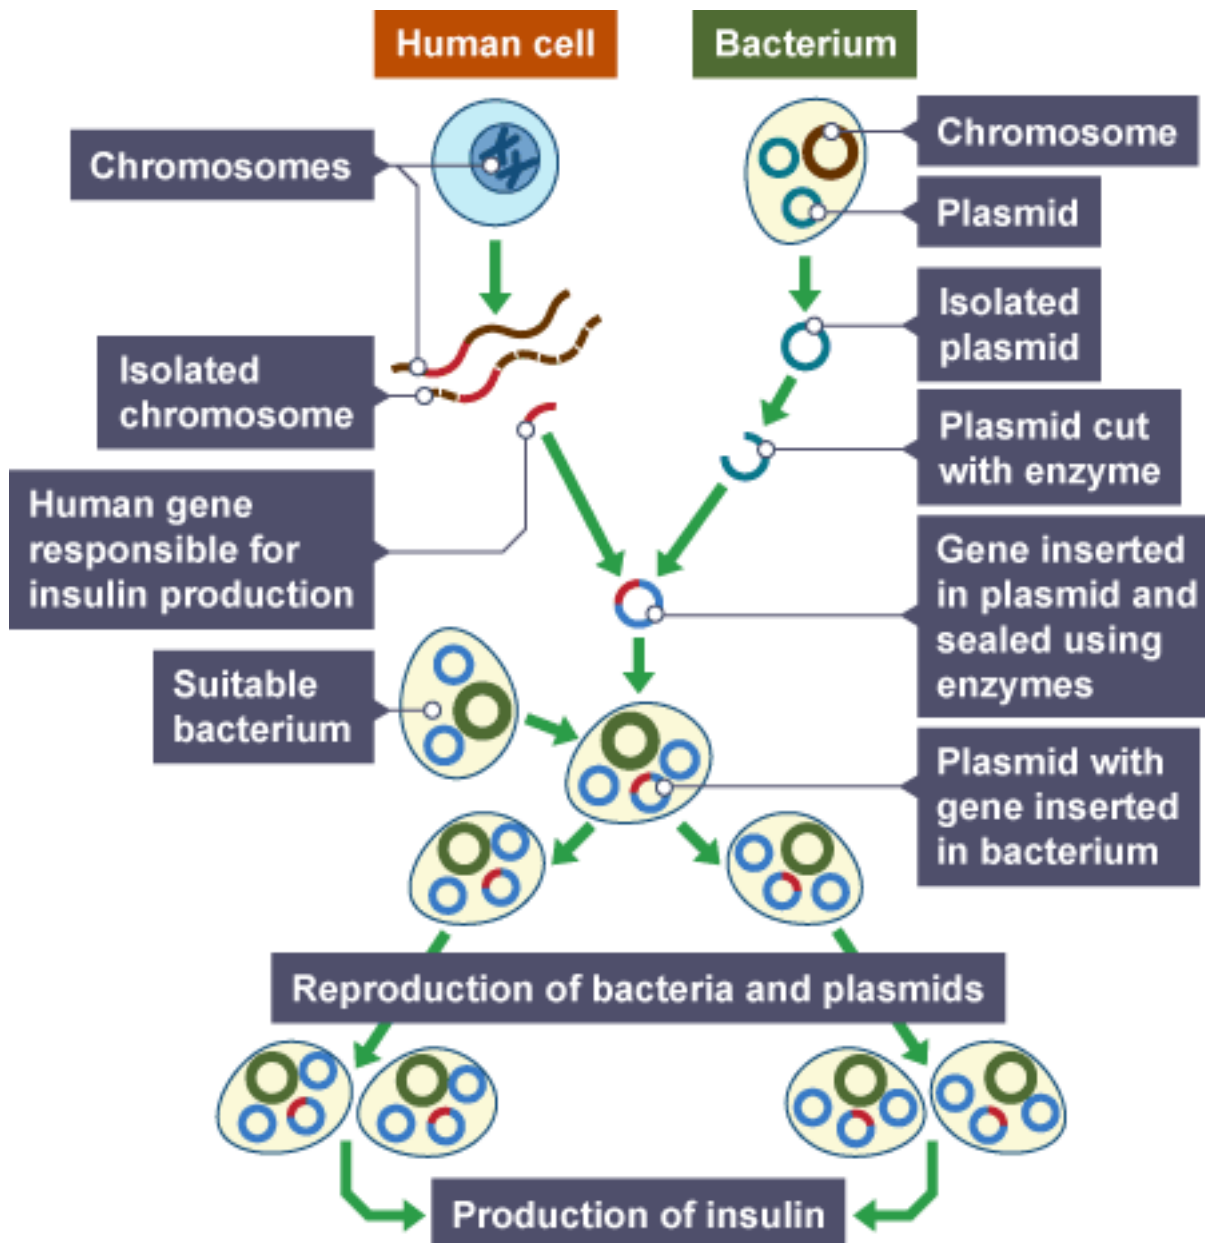 Human cell
Bacterium
Chromosomes
Chromosome
Plasmid
Isolated
plasmid
Isolated
chromosome
Plasmid cut
with enzyme
Human gene
responsible for
insulin production
Gene inserted
in plasmid and
sealed using
enzymes
Suitable
bacterium
Plasmid with
gene inserted
in bacterium
Reproduction of bacteria and plasmids
Production of insulin